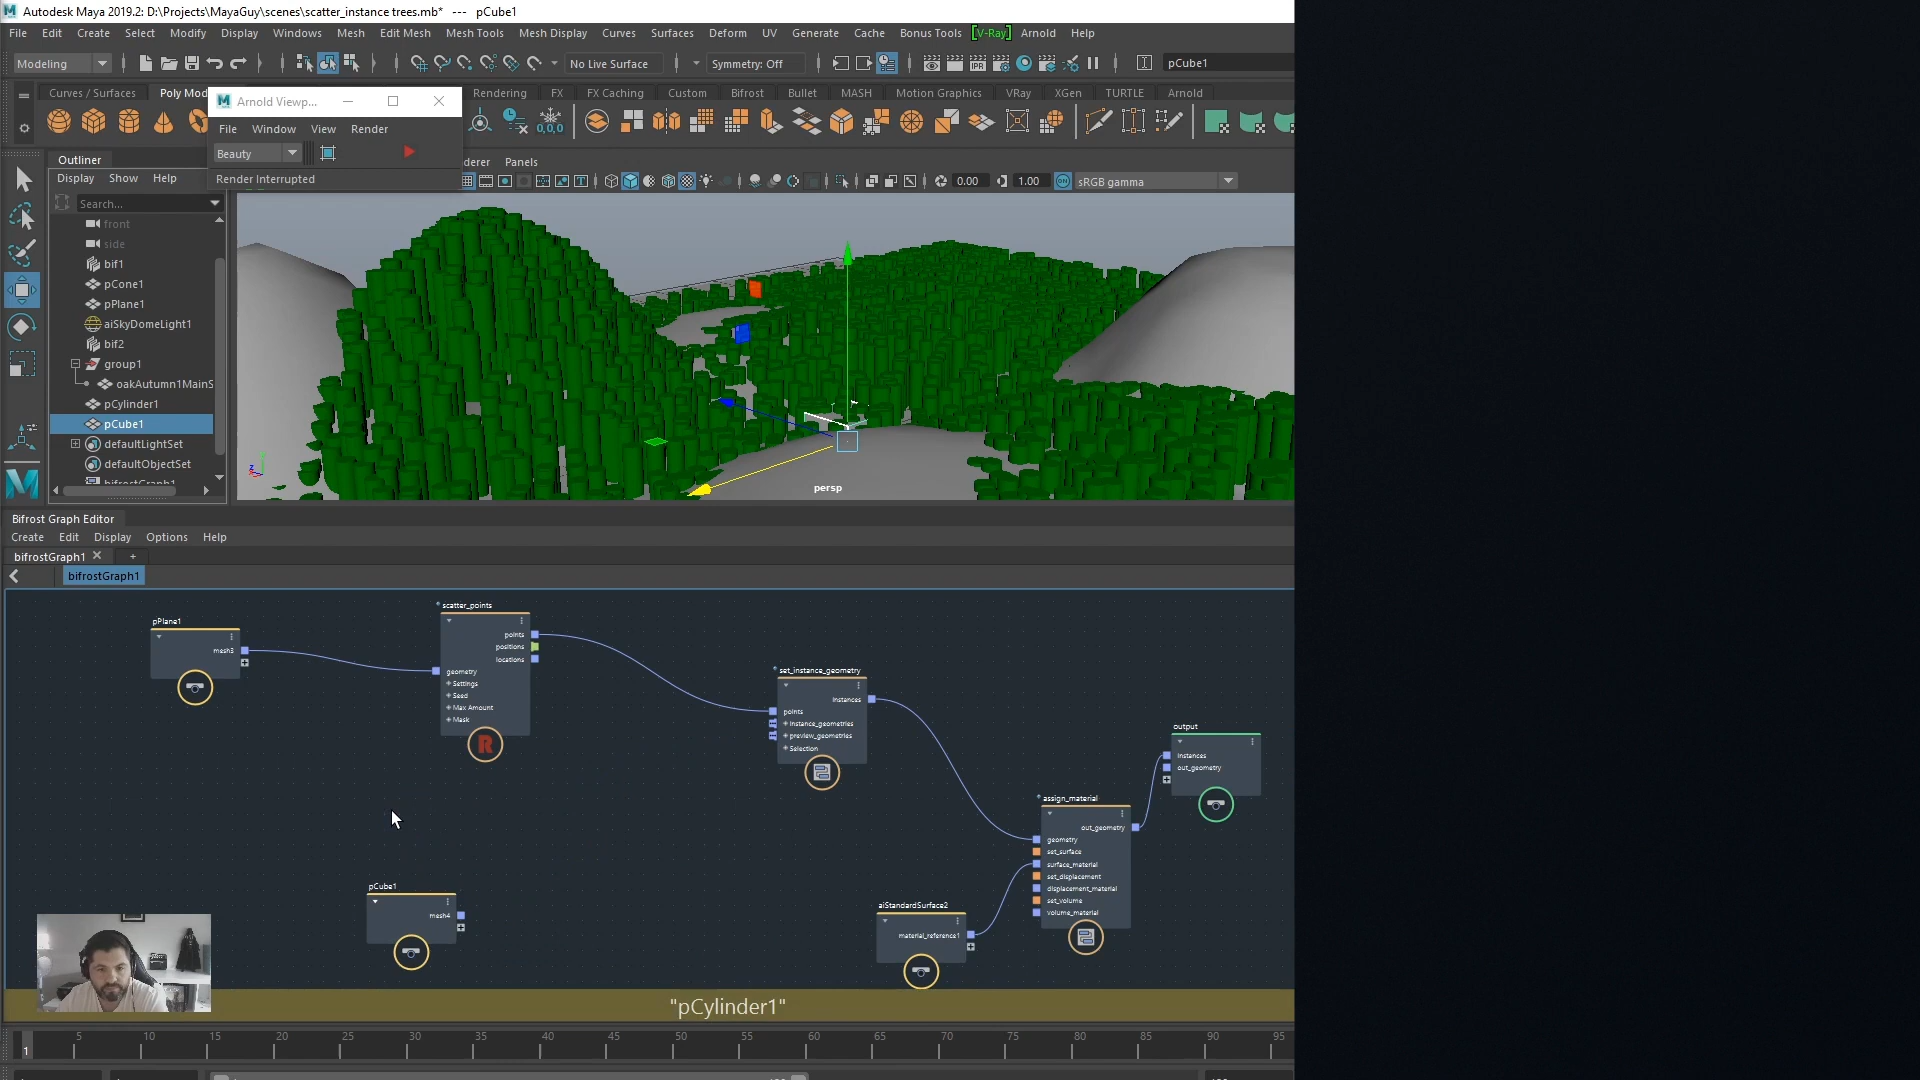 Autodesk Maya 2019.2: D:\Projects\MayaGuy\scenes\scatter_instance trees.mb* --- pCube1
File Edit Create Select Modify Display Windows Mesh Edit Mesh Mesh Tools Mesh Display Curves Surfaces Deform UV Generate Cache Bonus Tools [V-Ray] Arnold Help
Modeling No Live Surface Symmetry: Off pCube1
Curves / Surfaces Poly Mod Rendering FX FX Caching Custom Bifrost Bullet MASH Motion Graphics VRay XGen TURTLE Arnold
Arnold Viewp...
File Window View Render
Beauty
Render Interrupted
0,0,0
Outliner
Display Show Help
Search...
front
side
bif1
pCone1
pPlane1
aiSkyDomeLight1
bif2
group1
oakAutumn1MainS
pCylinder1
pCube1
defaultLightSet
defaultObjectSet
bifrostGraph1
derer Panels
0.00 1.00 ON sRGB gamma
persp
Bifrost Graph Editor
Create Edit Display Options Help
bifrostGraph1 +
bifrostGraph1
pPlane1
mesh3
scatter_points
points
positions
locations
geometry
Settings
Seed
Max Amount
Mask
R
set_instance_geometry
instances
points
instance_geometries
preview_geometries
Selection
output
instances
out_geometry
assign_material
out_geometry
geometry
set_surface
surface_material
set_displacement
displacement_material
set_volume
volume_material
pCube1
mesh4
aiStandardSurface2
material_reference1
"pCylinder1"
5 10 15 20 25 30 35 40 45 50 55 60 65 70 75 80 85 90 95
1